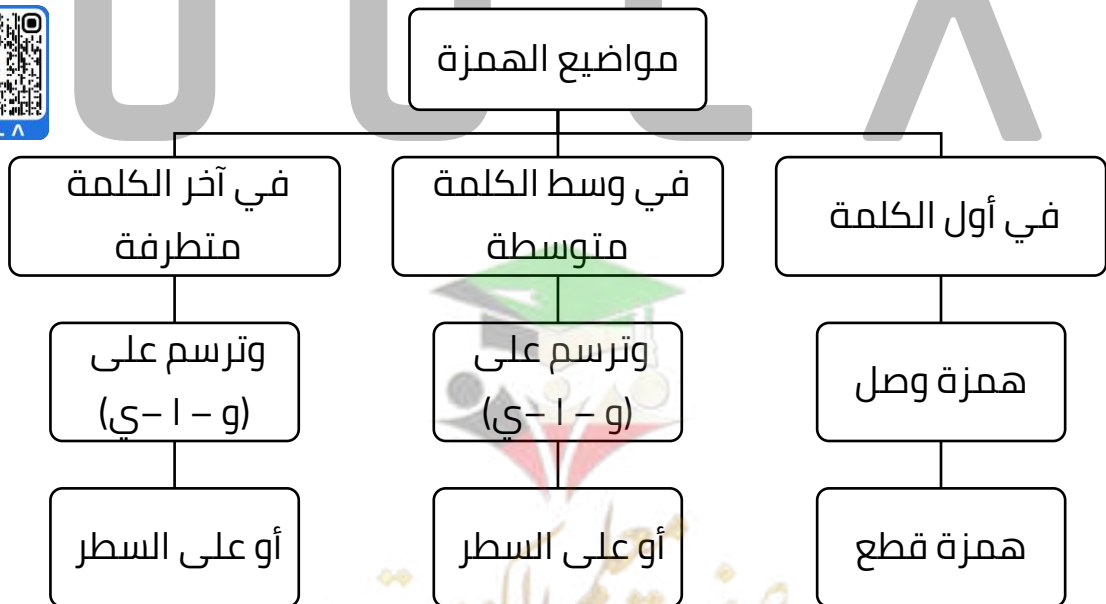 مواضيع الهمزة
في أول الكلمة
همزة وصل
همزة قطع
في وسط الكلمة
متوسطة
وترسم على
(و – ا –ي)
أو على السطر
في آخر الكلمة
متطرفة
وترسم على
(و – ا –ي)
أو على السطر